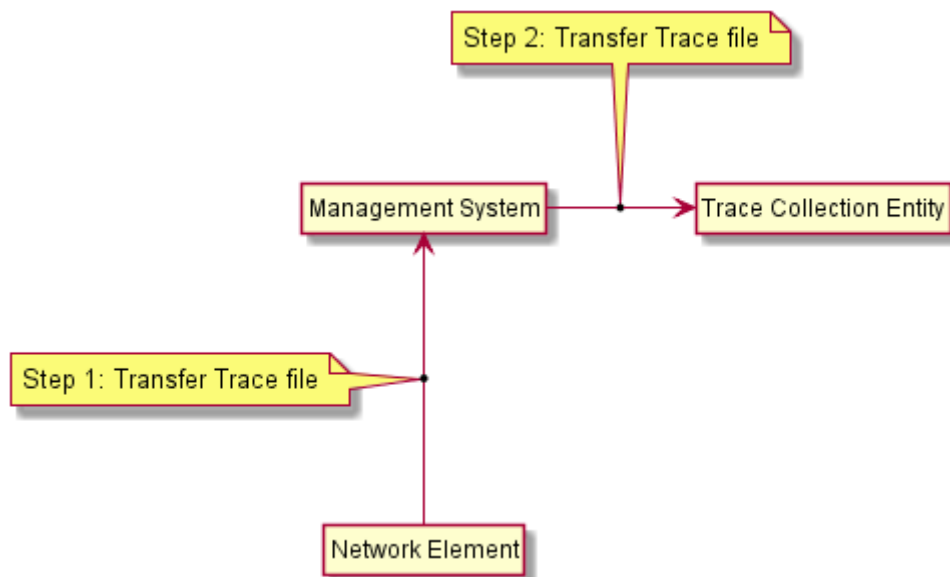 Step 2: Transfer Trace file
Management System
Trace Collection Entity
Step 1: Transfer Trace file
Network Element